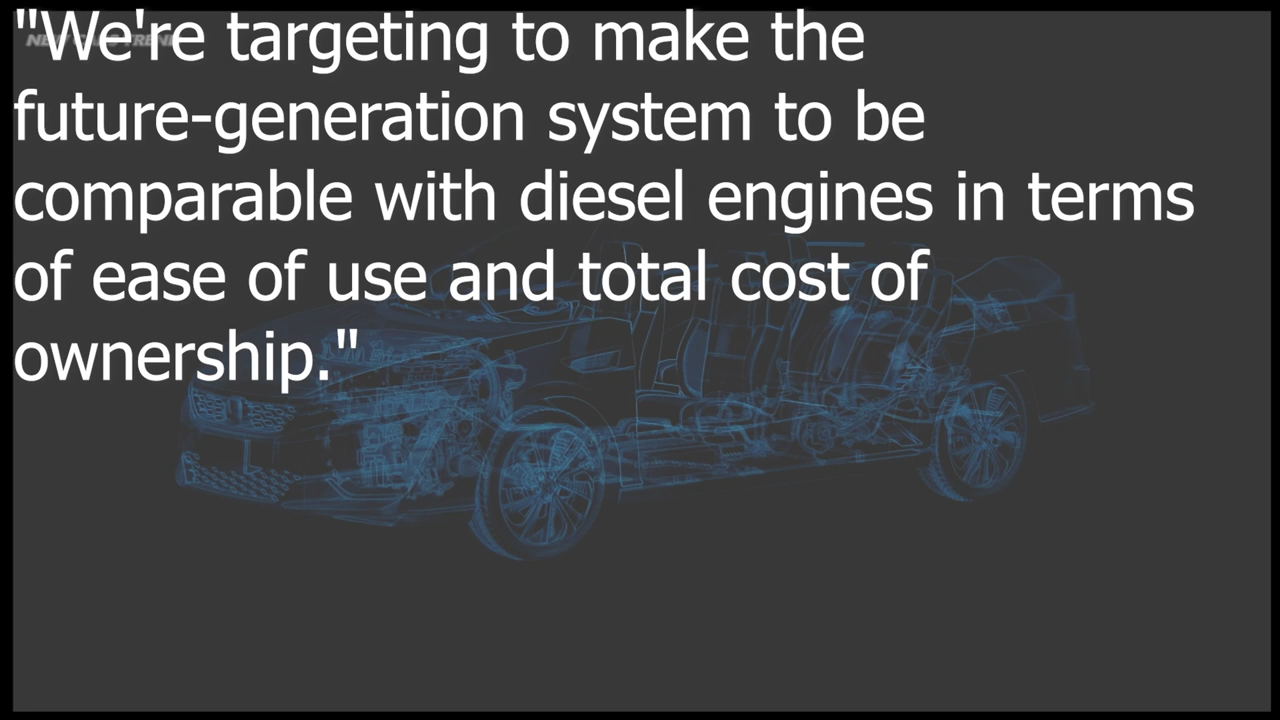 "We're targeting to make the
future-generation system to be
comparable with diesel engines in terms
of ease of use and total cost of
ownership."